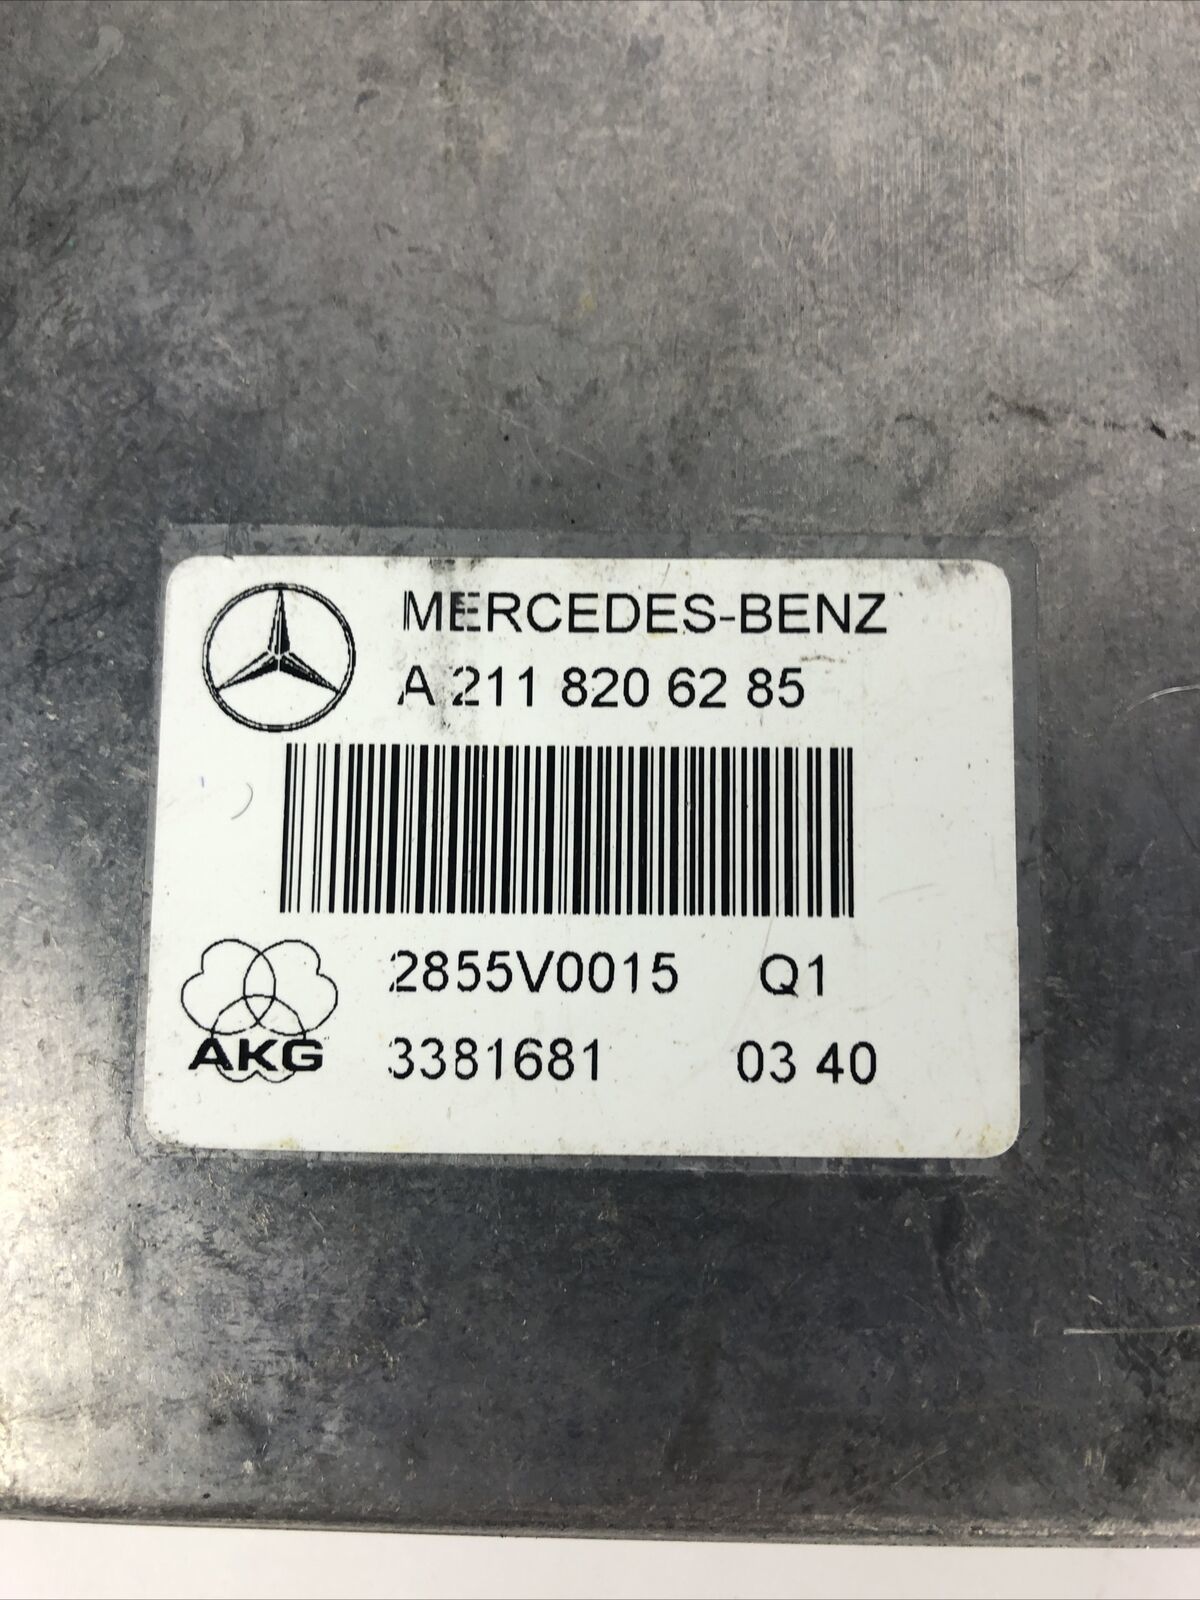 MERCEDES-BENZ
A 211 820 62 85
2855V0015 Q1
AKG 3381681 03 40